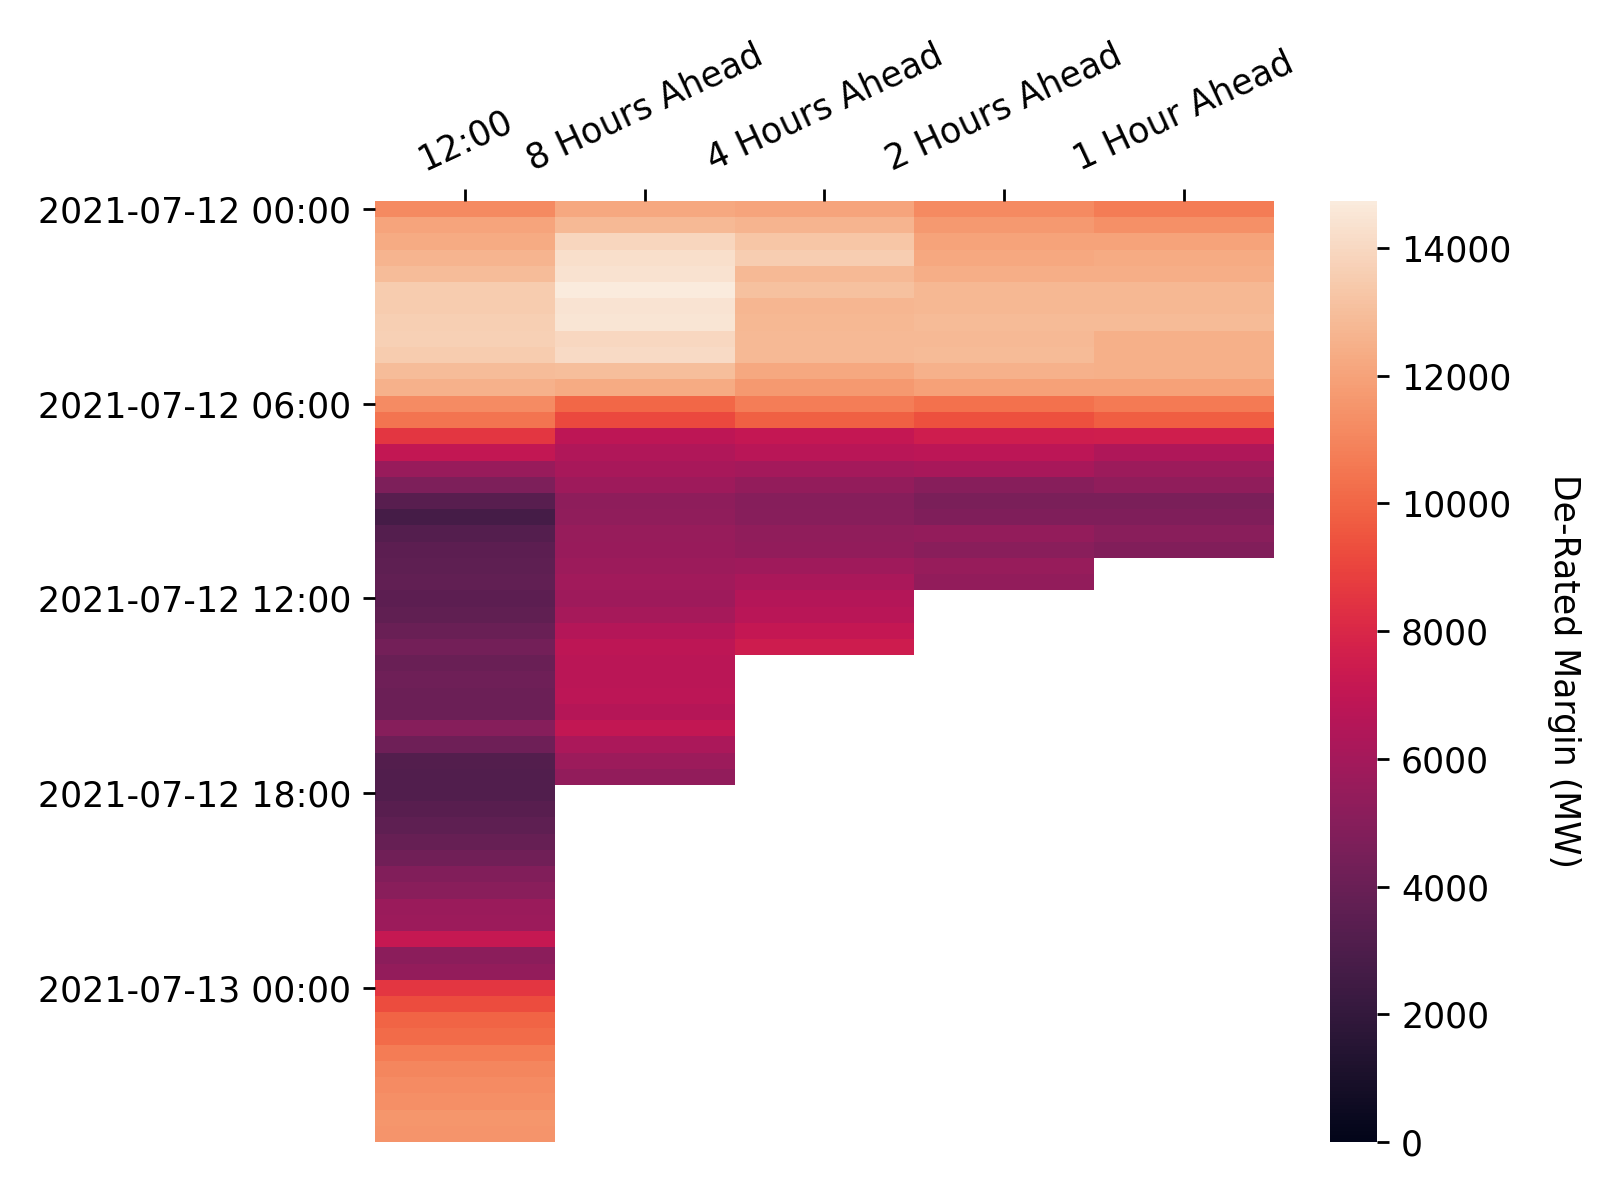 12:00
8 Hours Ahead
4 Hours Ahead
2 Hours Ahead
1 Hour Ahead
2021-07-12 00:00
2021-07-12 06:00
2021-07-12 12:00
2021-07-12 18:00
2021-07-13 00:00
14000
12000
10000
8000
6000
4000
2000
0
De-Rated Margin (MW)